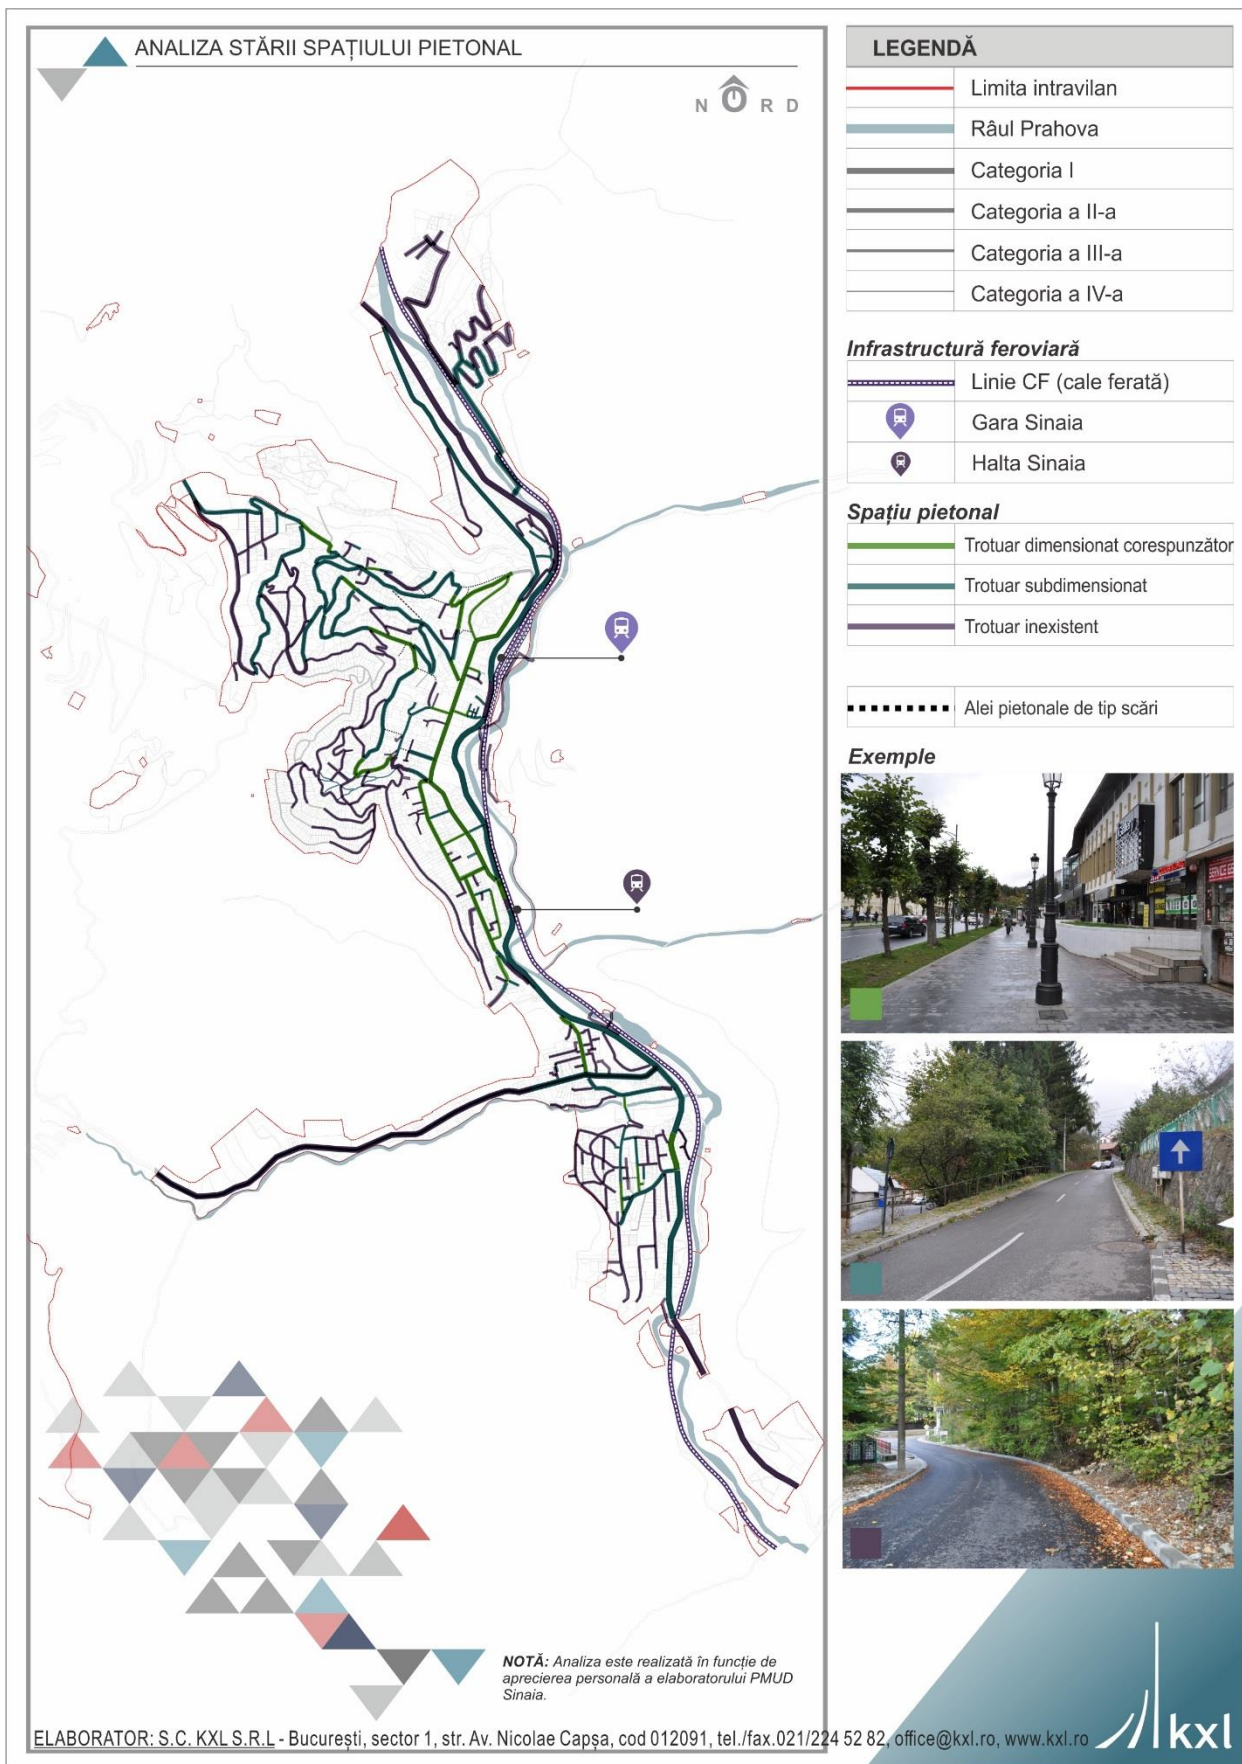 ANALIZA STĂRII SPAȚIULUI PIETONAL
N O R D
LEGENDĂ
Limita intravilan
Râul Prahova
Categoria I
Categoria a II-a
Categoria a III-a
Categoria a IV-a
Infrastructură feroviară
Linie CF (cale ferată)
Gara Sinaia
Halta Sinaia
Spațiu pietonal
Trotuar dimensionat corespunzător
Trotuar subdimensionat
Trotuar inexistent
Alei pietonale de tip scări
Exemple
NOTĂ: Analiza este realizată în funcție de
aprecierea personală a elaboratorului PMUD
Sinaia.
ELABORATOR: S.C. KXL S.R.L - București, sector 1, str. Av. Nicolae Capșa, cod 012091, tel./fax.021/224 52 82, office@kxl.ro, www.kxl.ro
kxl